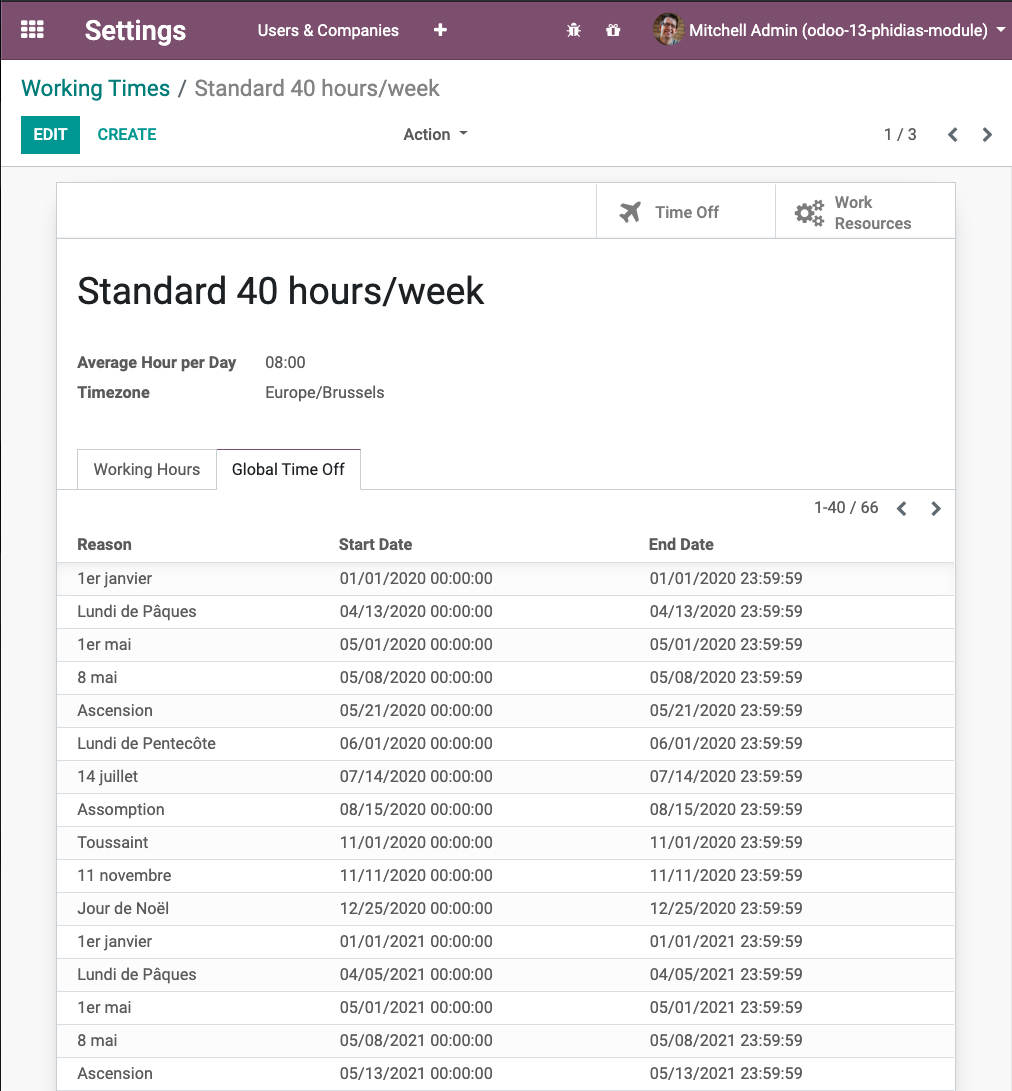 Settings Users & Companies + Mitchell Admin (odoo-13-phidias-module)
Working Times / Standard 40 hours/week
EDIT CREATE Action 1 / 3
Time Off Work Resources
Standard 40 hours/week
Average Hour per Day 08:00
Timezone Europe/Brussels
Working Hours Global Time Off
1-40 / 66
Reason Start Date End Date
1er janvier 01/01/2020 00:00:00 01/01/2020 23:59:59
Lundi de Pâques 04/13/2020 00:00:00 04/13/2020 23:59:59
1er mai 05/01/2020 00:00:00 05/01/2020 23:59:59
8 mai 05/08/2020 00:00:00 05/08/2020 23:59:59
Ascension 05/21/2020 00:00:00 05/21/2020 23:59:59
Lundi de Pentecôte 06/01/2020 00:00:00 06/01/2020 23:59:59
14 juillet 07/14/2020 00:00:00 07/14/2020 23:59:59
Assomption 08/15/2020 00:00:00 08/15/2020 23:59:59
Toussaint 11/01/2020 00:00:00 11/01/2020 23:59:59
11 novembre 11/11/2020 00:00:00 11/11/2020 23:59:59
Jour de Noël 12/25/2020 00:00:00 12/25/2020 23:59:59
1er janvier 01/01/2021 00:00:00 01/01/2021 23:59:59
Lundi de Pâques 04/05/2021 00:00:00 04/05/2021 23:59:59
1er mai 05/01/2021 00:00:00 05/01/2021 23:59:59
8 mai 05/08/2021 00:00:00 05/08/2021 23:59:59
Ascension 05/13/2021 00:00:00 05/13/2021 23:59:59